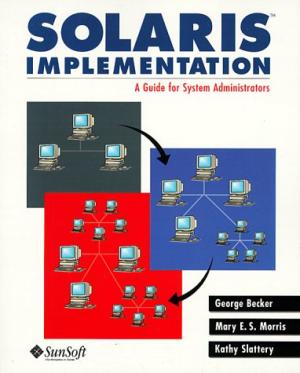 SOLARIS™
IMPLEMENTATION
A Guide for System Administrators
George Becker
Mary E. S. Morris
Kathy Slattery
SunSoft